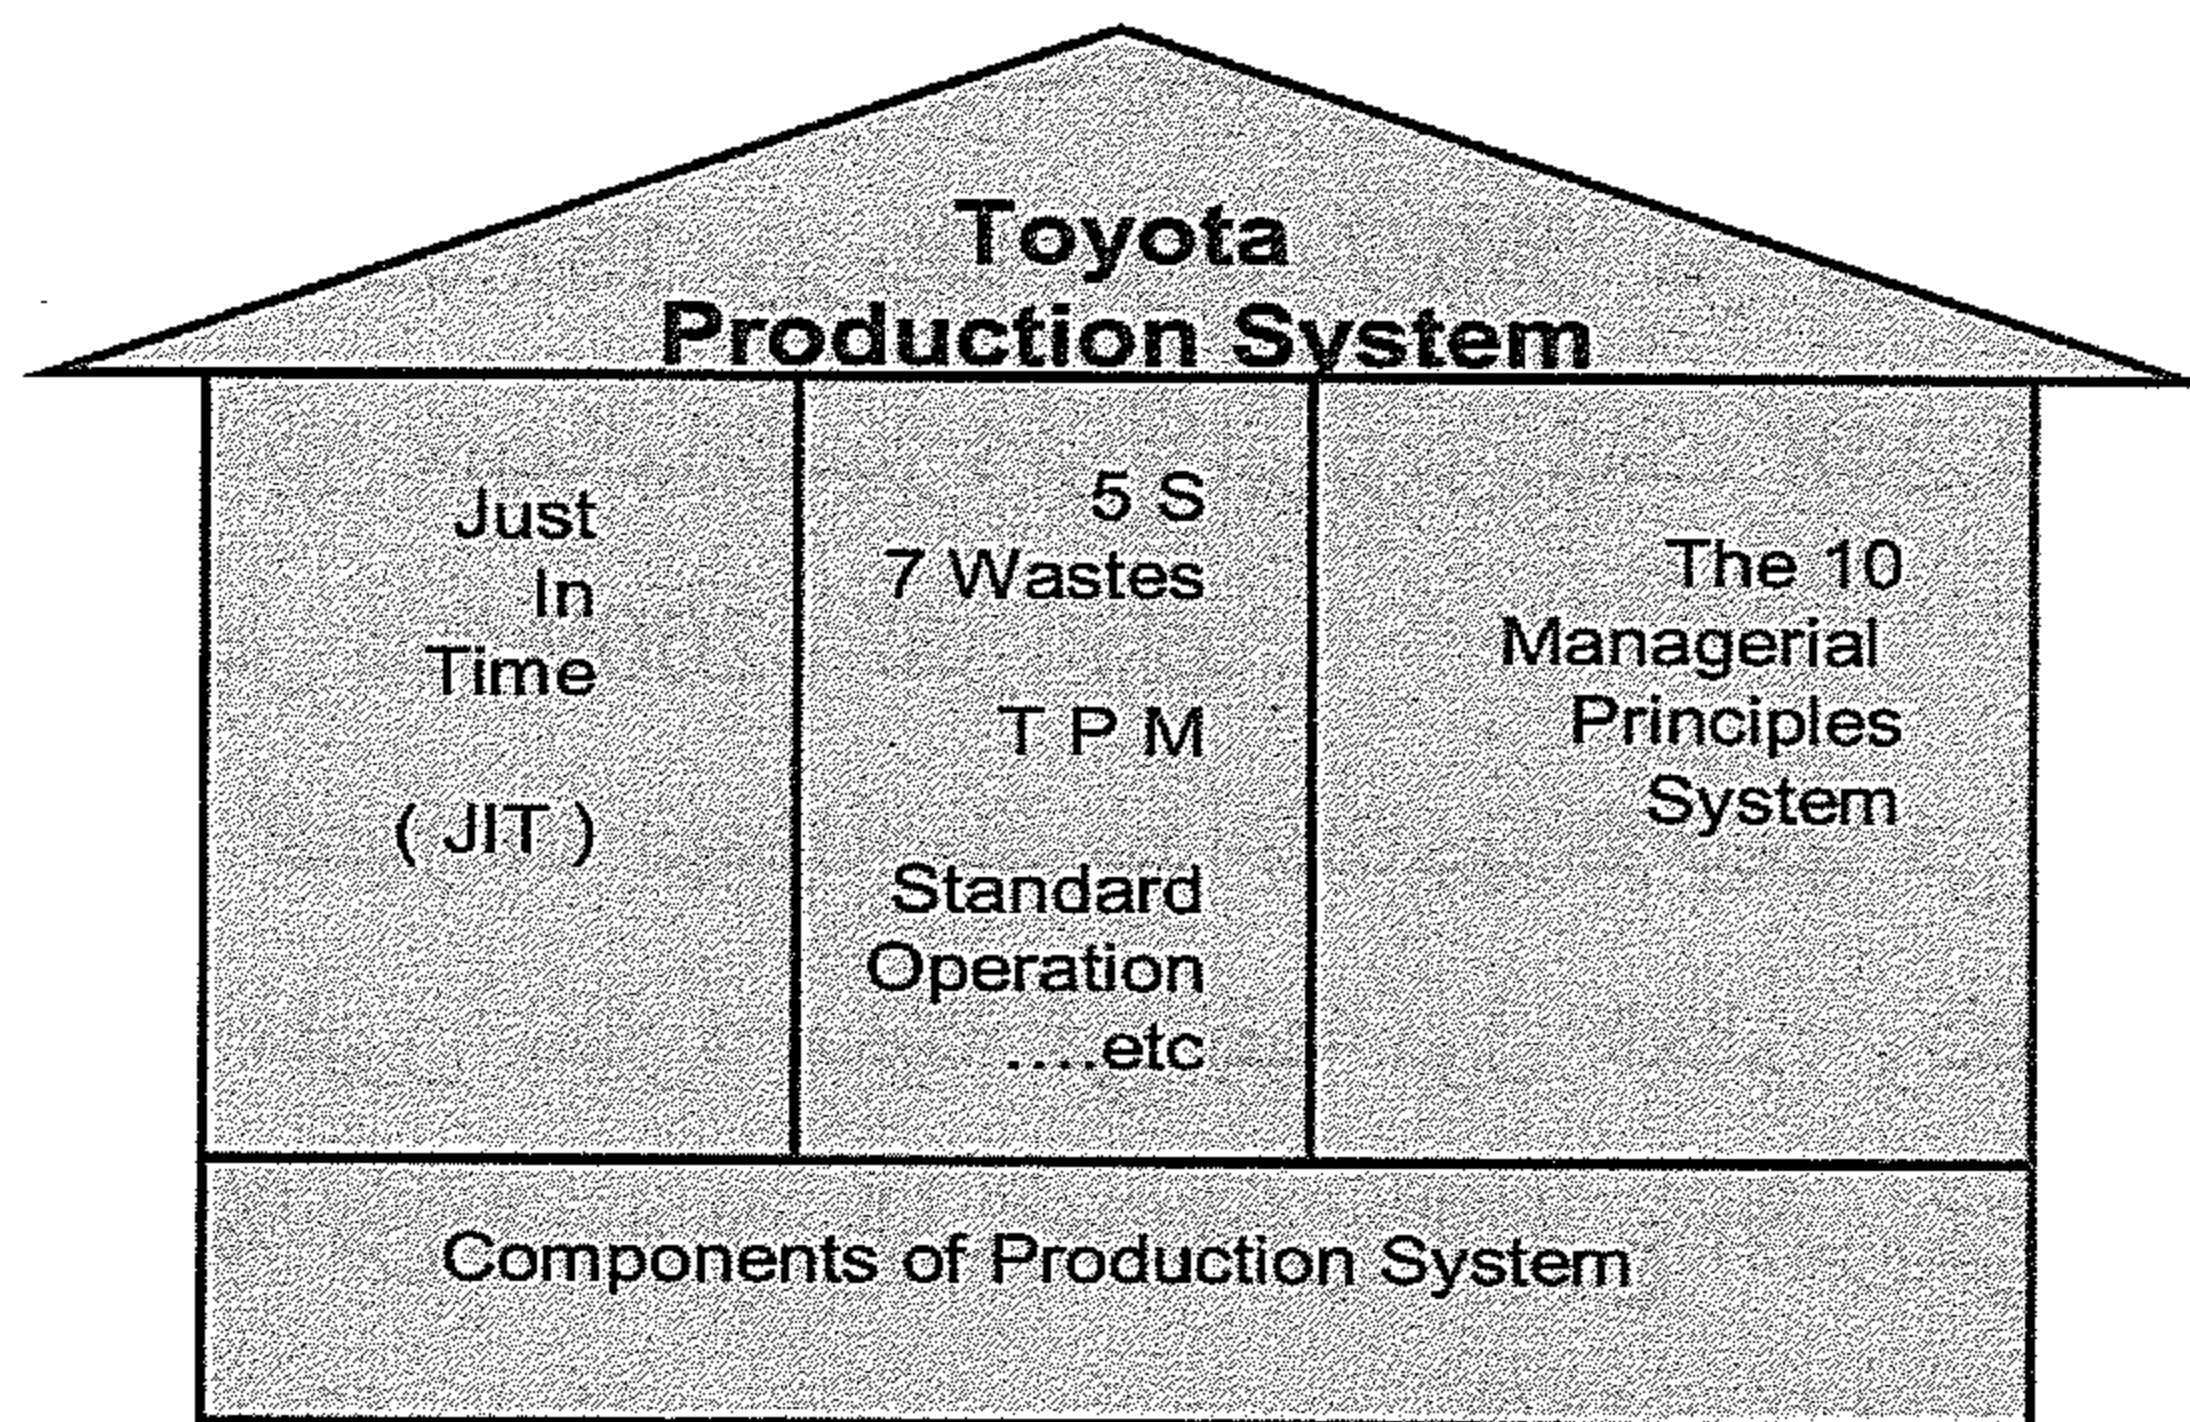 Toyota
Production System
Just
In
Time
( JIT )
5 S
7 Wastes
T P M
Standard
Operation
....etc
The 10
Managerial
Principles
System
Components of Production System